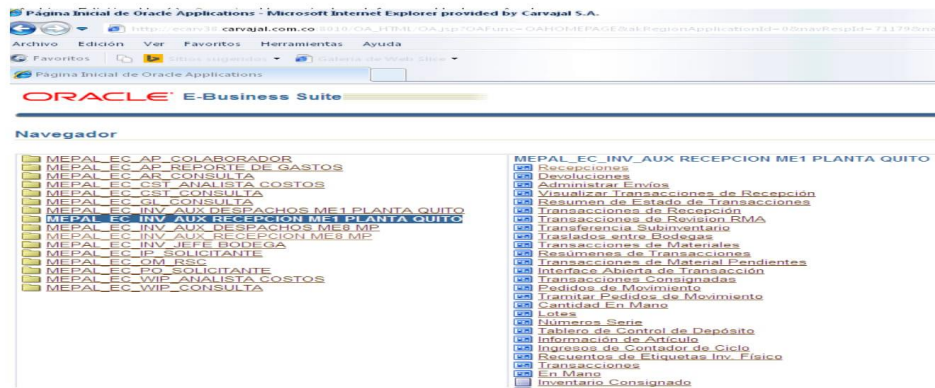 Página Inicial de Oracle Applications - Microsoft Internet Explorer provided by Carvajal S.A.
carvajal.com.co
Archivo Edición Ver Favoritos Herramientas Ayuda
Favoritos
Página Inicial de Oracle Applications
ORACLE E-Business Suite
Navegador
MEPAL_EC_AP_COLABORADOR
MEPAL_EC_AP_REPORTE DE GASTOS
MEPAL_EC_AR_CONSULTA
MEPAL_EC_CST_ANALISTA COSTOS
MEPAL_EC_CST_CONSULTA
MEPAL_EC_GL_CONSULTA
MEPAL_EC_INV_AUX DESPACHOS ME1 PLANTA QUITO
MEPAL_EC_INV_AUX RECEPCION ME1 PLANTA QUITO
MEPAL_EC_INV_AUX_DESPACHOS ME8 MP
MEPAL_EC_INV_AUX_RECEPCION ME8 MP
MEPAL_EC_INV_JEFE BODEGA
MEPAL_EC_IP_SOLICITANTE
MEPAL_EC_OM_RSC
MEPAL_EC_PO_SOLICITANTE
MEPAL_EC_WIP_ANALISTA COSTOS
MEPAL_EC_WIP_CONSULTA
MEPAL_EC_INV_AUX RECEPCION ME1 PLANTA QUITO
Recepciones
Devoluciones
Administrar Envíos
Visualizar Transacciones de Recepción
Resumen de Estado de Transacciones
Transacciones de Recepción
Transacciones de Revision RMA
Transferencia Subinventario
Traslados entre Bodegas
Transacciones de Materiales
Resúmenes de Transacciones
Transacciones de Material Pendientes
Interface Abierta de Transacción
Transacciones Consignadas
Pedidos de Movimiento
Tramitar Pedidos de Movimiento
Cantidad En Mano
Lotes
Números Serie
Tablero de Control de Depósito
Información de Artículo
Ingresos de Contador de Ciclo
Recuentos de Etiquetas Inv. Físico
Transacciones
En Mano
Inventario Consignado